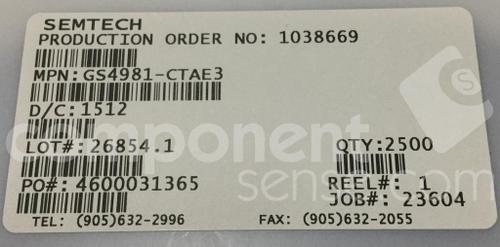 SEMTECH
PRODUCTION ORDER NO: 1038669
MPN:GS4981-CTAE3
D/C:1512
LOT#:26854.1 QTY:2500
PO#: 4600031365 REEL#: 1
JOB#: 23604
TEL: (905)632-2996 FAX: (905)632-2055
component
sense.com